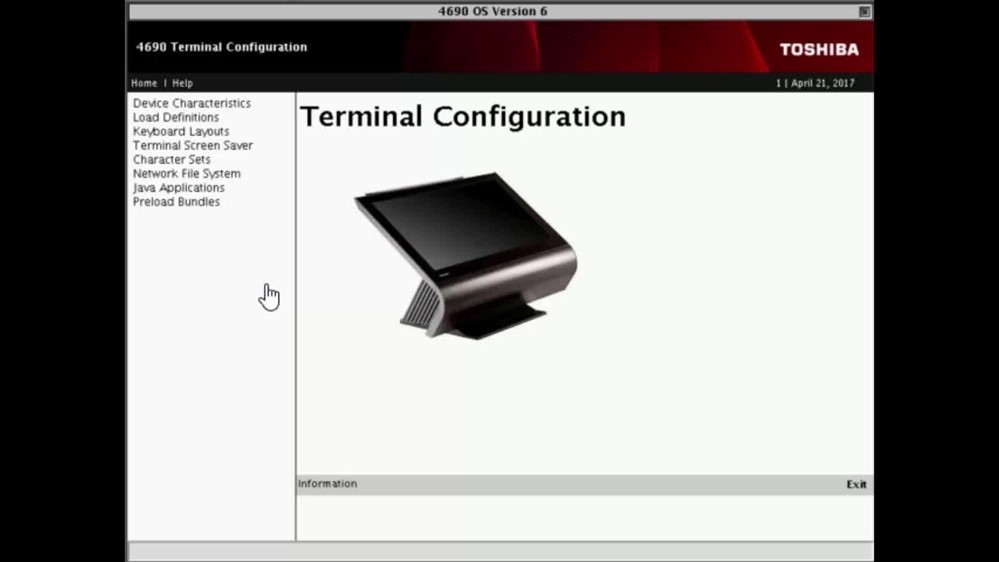 4690 OS Version 6
4690 Terminal Configuration
TOSHIBA
Home | Help
1 | April 21, 2017
Device Characteristics
Load Definitions
Keyboard Layouts
Terminal Screen Saver
Character Sets
Network File System
Java Applications
Preload Bundles
Terminal Configuration
Information
Exit